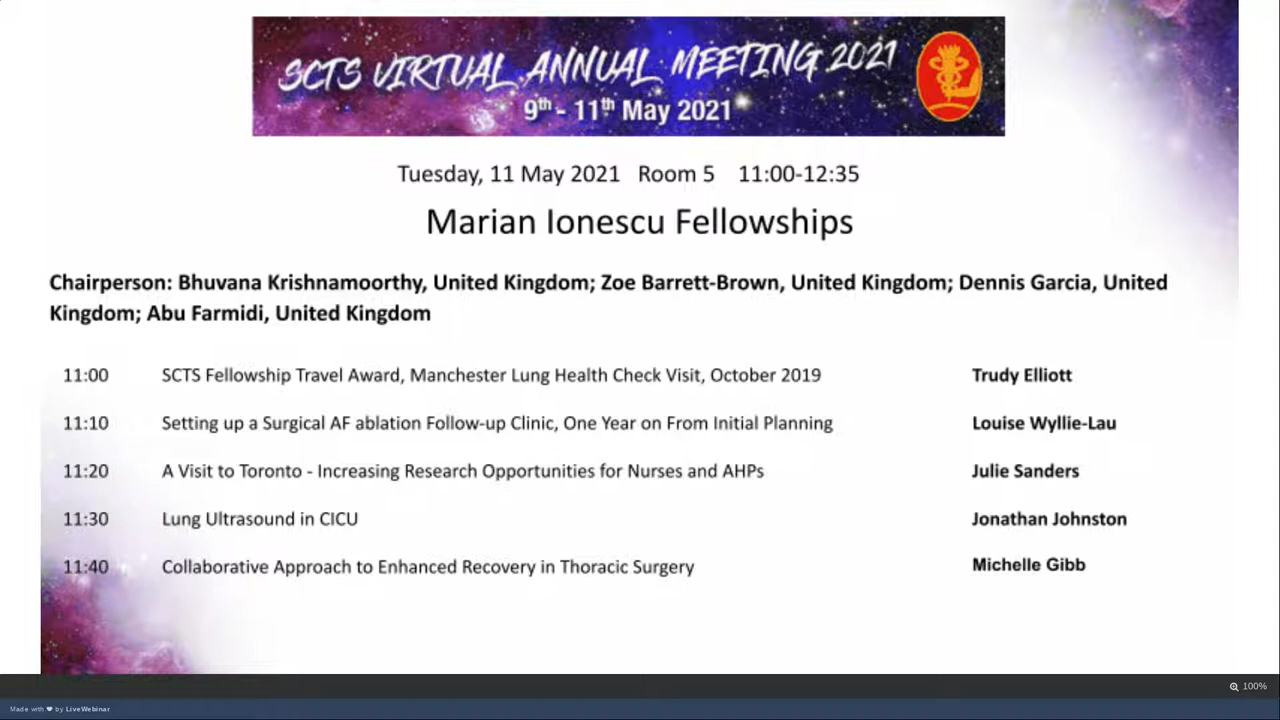 SCTS VIRTUAL ANNUAL MEETING 2021
9th - 11th May 2021
Tuesday, 11 May 2021 Room 5 11:00-12:35
Marian Ionescu Fellowships
Chairperson: Bhuvana Krishnamoorthy, United Kingdom; Zoe Barrett-Brown, United Kingdom; Dennis Garcia, United
Kingdom; Abu Farmidi, United Kingdom
11:00 SCTS Fellowship Travel Award, Manchester Lung Health Check Visit, October 2019 Trudy Elliott
11:10 Setting up a Surgical AF ablation Follow-up Clinic, One Year on From Initial Planning Louise Wyllie-Lau
11:20 A Visit to Toronto - Increasing Research Opportunities for Nurses and AHPs Julie Sanders
11:30 Lung Ultrasound in CICU Jonathan Johnston
11:40 Collaborative Approach to Enhanced Recovery in Thoracic Surgery Michelle Gibb
100%
Made with ❤ by LiveWebinar